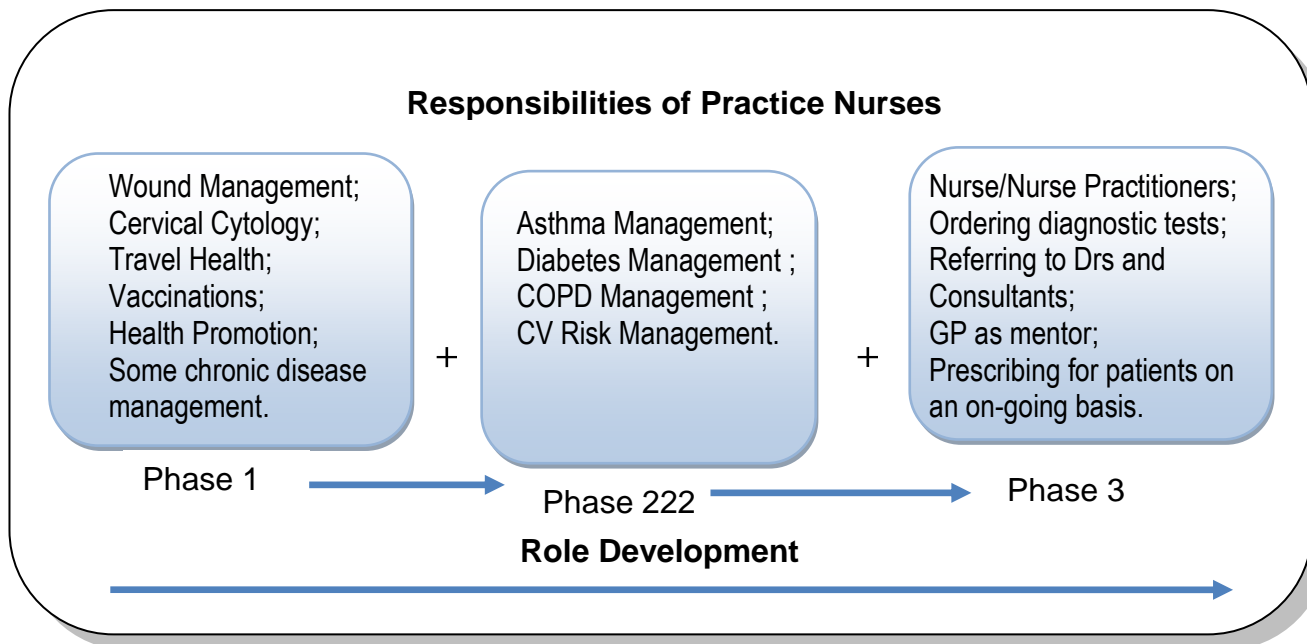 Responsibilities of Practice Nurses
Wound Management;
Cervical Cytology;
Travel Health;
Vaccinations;
Health Promotion;
Some chronic disease
management.
+
Asthma Management;
Diabetes Management ;
COPD Management ;
CV Risk Management.
+
Nurse/Nurse Practitioners;
Ordering diagnostic tests;
Referring to Drs and
Consultants;
GP as mentor;
Prescribing for patients on
an on-going basis.
Phase 1
Phase 222
Phase 3
Role Development